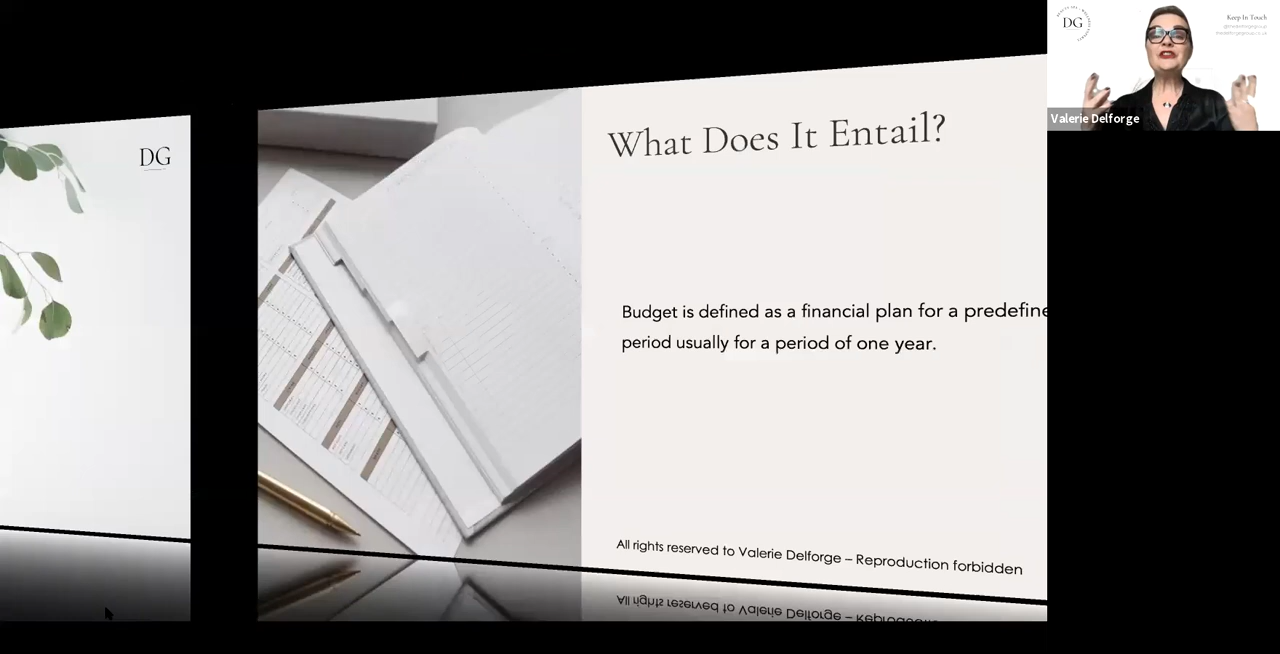 DG
What Does It Entail?
Budget is defined as a financial plan for a predefine
period usually for a period of one year.
All rights reserved to Valerie Delforge – Reproduction forbidden
DG
Keep In Touch
Valerie Delforge